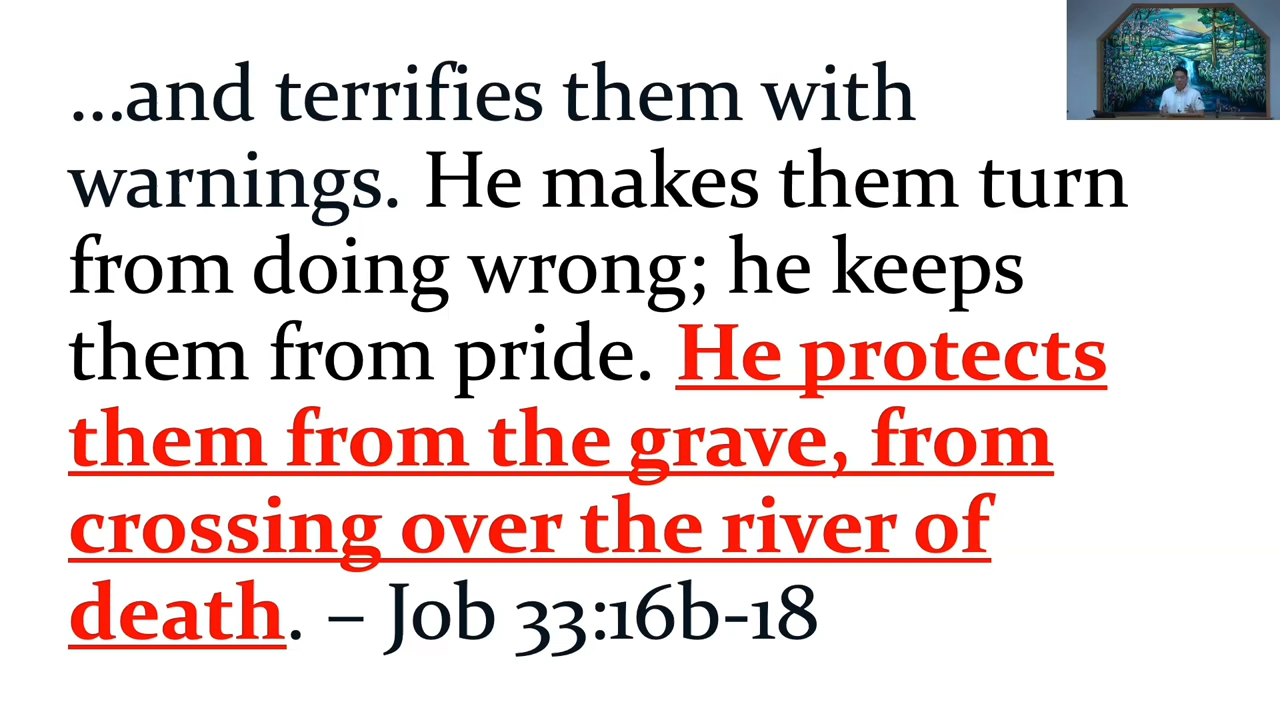 ...and terrifies them with
warnings. He makes them turn
from doing wrong; he keeps
them from pride. He protects
them from the grave, from
crossing over the river of
death. – Job 33:16b-18